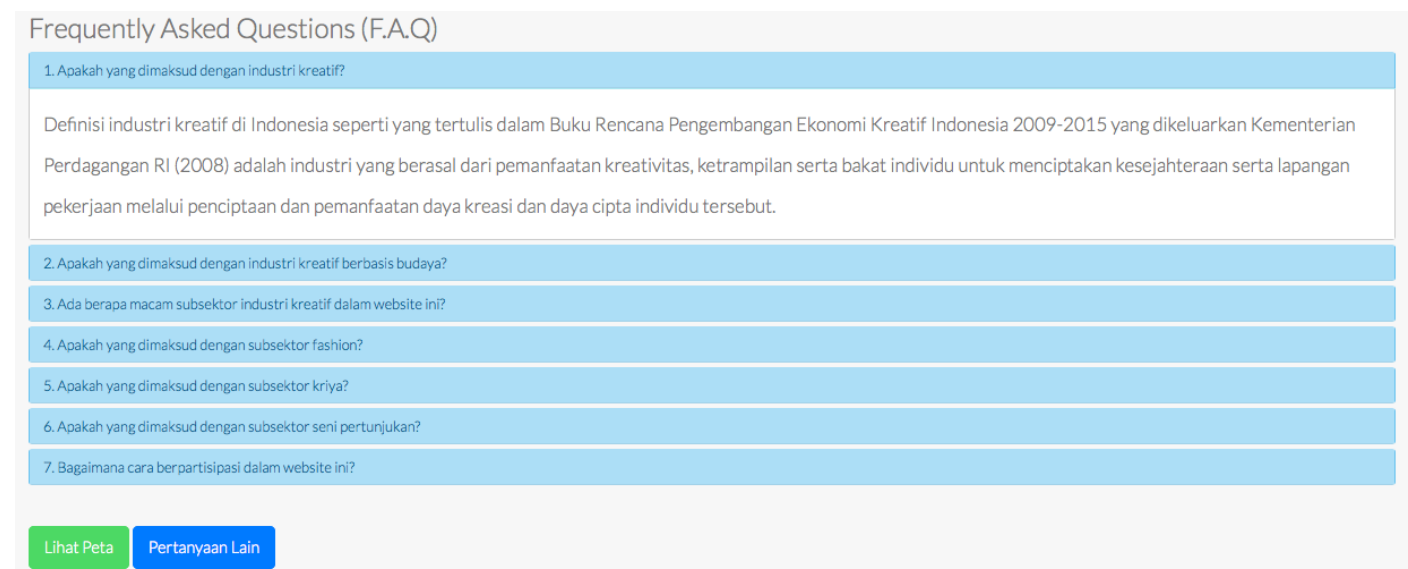 Frequently Asked Questions (F.A.Q)
1. Apakah yang dimaksud dengan industri kreatif?
Definisi industri kreatif di Indonesia seperti yang tertulis dalam Buku Rencana Pengembangan Ekonomi Kreatif Indonesia 2009-2015 yang dikeluarkan Kementerian
Perdagangan RI (2008) adalah industri yang berasal dari pemanfaatan kreativitas, ketrampilan serta bakat individu untuk menciptakan kesejahteraan serta lapangan
pekerjaan melalui penciptaan dan pemanfaatan daya kreasi dan daya cipta individu tersebut.
2. Apakah yang dimaksud dengan industri kreatif berbasis budaya?
3. Ada berapa macam subsektor industri kreatif dalam website ini?
4. Apakah yang dimaksud dengan subsektor fashion?
5. Apakah yang dimaksud dengan subsektor kriya?
6. Apakah yang dimaksud dengan subsektor seni pertunjukan?
7. Bagaimana cara berpartisipasi dalam website ini?
Lihat Peta
Pertanyaan Lain